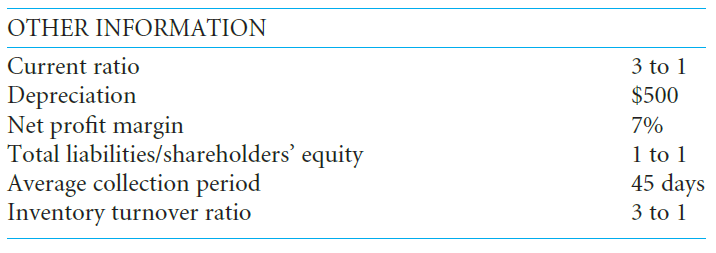 OTHER INFORMATION
Current ratio 3 to 1
Depreciation $500
Net profit margin 7%
Total liabilities/shareholders’ equity 1 to 1
Average collection period 45 days
Inventory turnover ratio 3 to 1